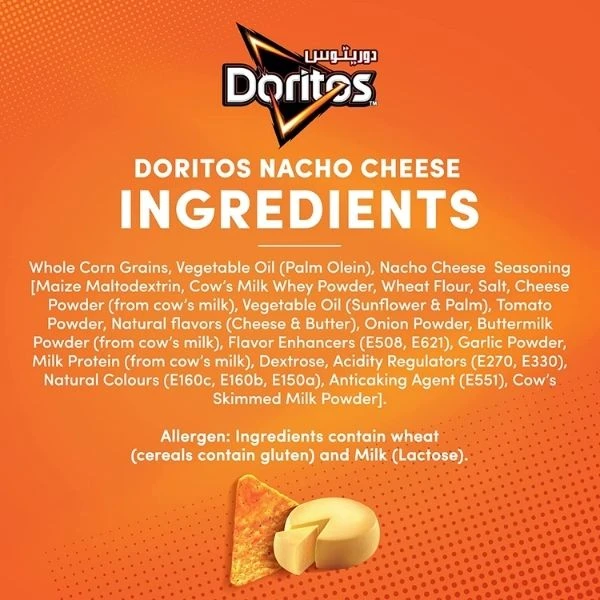 دوريتوس
Doritos
TM
DORITOS NACHO CHEESE
INGREDIENTS
Whole Corn Grains, Vegetable Oil (Palm Olein), Nacho Cheese Seasoning
[Maize Maltodextrin, Cow's Milk Whey Powder, Wheat Flour, Salt, Cheese
Powder (from cow's milk), Vegetable Oil (Sunflower & Palm), Tomato
Powder, Natural flavors (Cheese & Butter), Onion Powder, Buttermilk
Powder (from cow's milk), Flavor Enhancers (E508, E621), Garlic Powder,
Milk Protein (from cow's milk), Dextrose, Acidity Regulators (E270, E330),
Natural Colours (E160c, E160b, E150a), Anticaking Agent (E551), Cow's
Skimmed Milk Powder].
Allergen: Ingredients contain wheat
(cereals contain gluten) and Milk (Lactose).